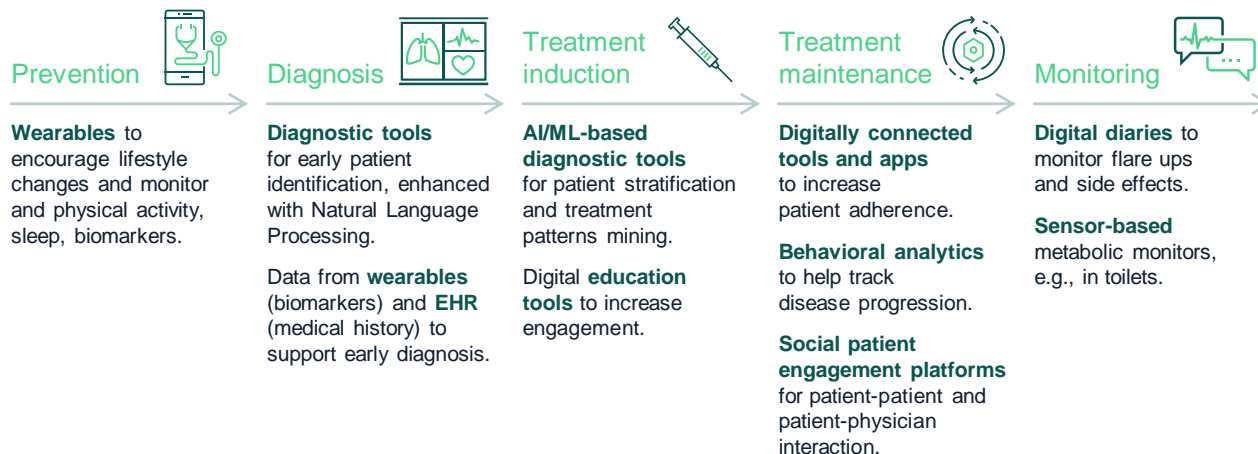 Prevention
Wearables to
encourage lifestyle
changes and monitor
and physical activity,
sleep, biomarkers.
Diagnosis
Diagnostic tools
for early patient
identification, enhanced
with Natural Language
Processing.
Data from wearables
(biomarkers) and EHR
(medical history) to
support early diagnosis.
Treatment
induction
AI/ML-based
diagnostic tools
for patient stratification
and treatment
patterns mining.
Digital education
tools to increase
engagement.
Treatment
maintenance
Digitally connected
tools and apps
to increase
patient adherence.
Behavioral analytics
to help track
disease progression.
Social patient
engagement platforms
for patient-patient and
patient-physician
interaction.
Monitoring
Digital diaries to
monitor flare ups
and side effects.
Sensor-based
metabolic monitors,
e.g., in toilets.